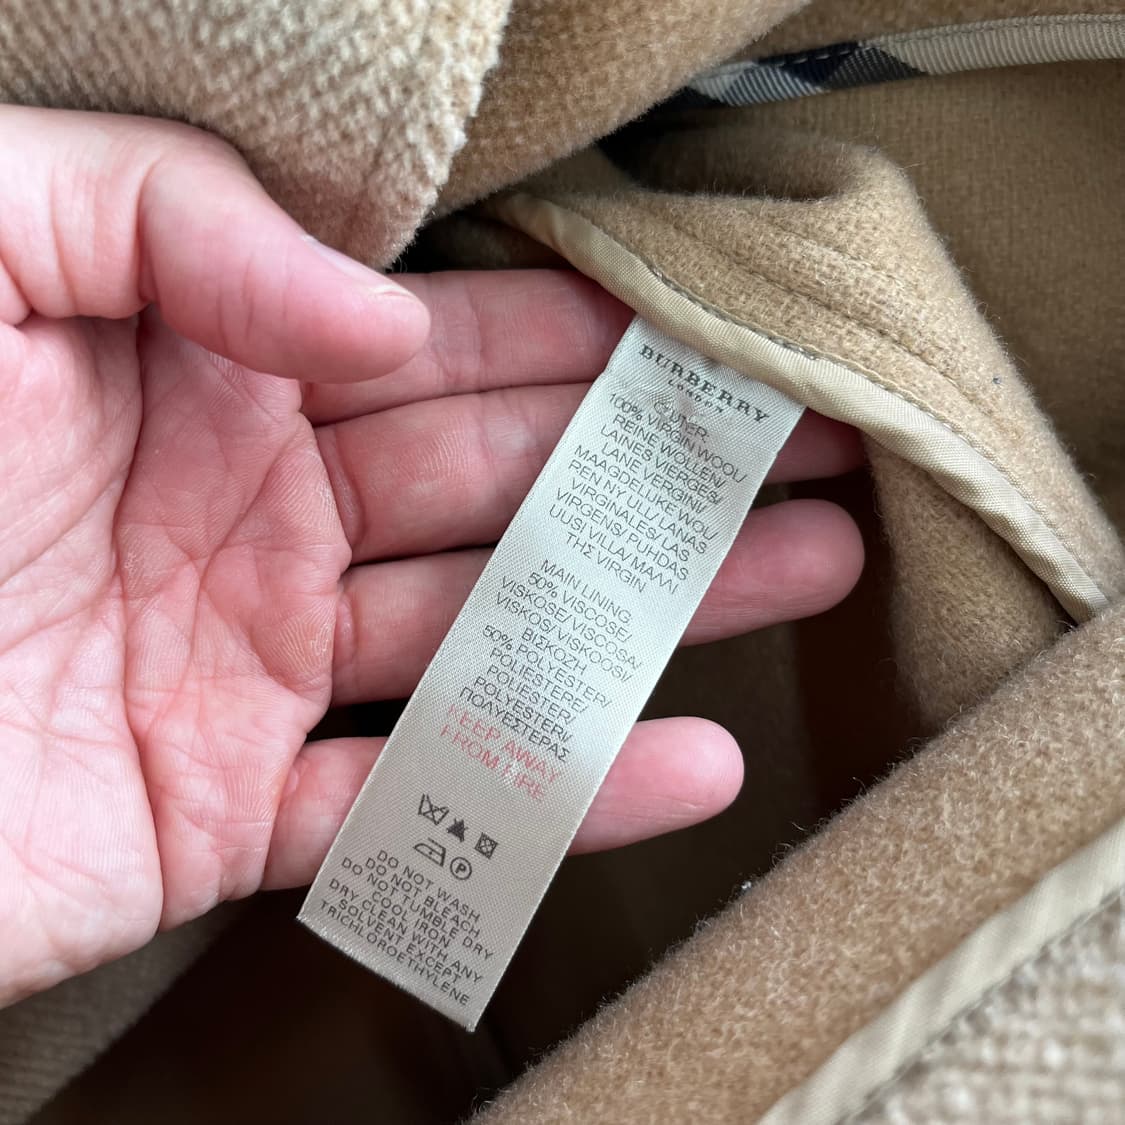 BURBERRY
LONDON
OUTER
100% VIRGIN WOOL/
REINE WOLLEN/
LAINES VIERGES/
LANE VERGINI/
MAAGDELIJKE WOL/
REN NY ULL/LANAS
VIRGINALES/LAS
VIRGENS/ PUHDAS
UUSI VILLA/ ΜΑΛΛΙ
ΤΗΣ VIRGIN
MAIN LINING
50% VISCOSE/
VISKOSE/VISCOSA/
VISKOS/VISKOOSI/
ΒΙΣΚΟΖΗ
50% POLYESTER/
POLIESTERE/
POLIÉSTER/
POLYESTERI/
ΠΟΛΥΕΣΤΕΡΑΣ
KEEP AWAY
FROM FIRE
P
DO NOT WASH
DO NOT BLEACH
DO NOT TUMBLE DRY
COOL IRON
DRY CLEAN WITH ANY
SOLVENT EXCEPT
TRICHLOROETHYLENE